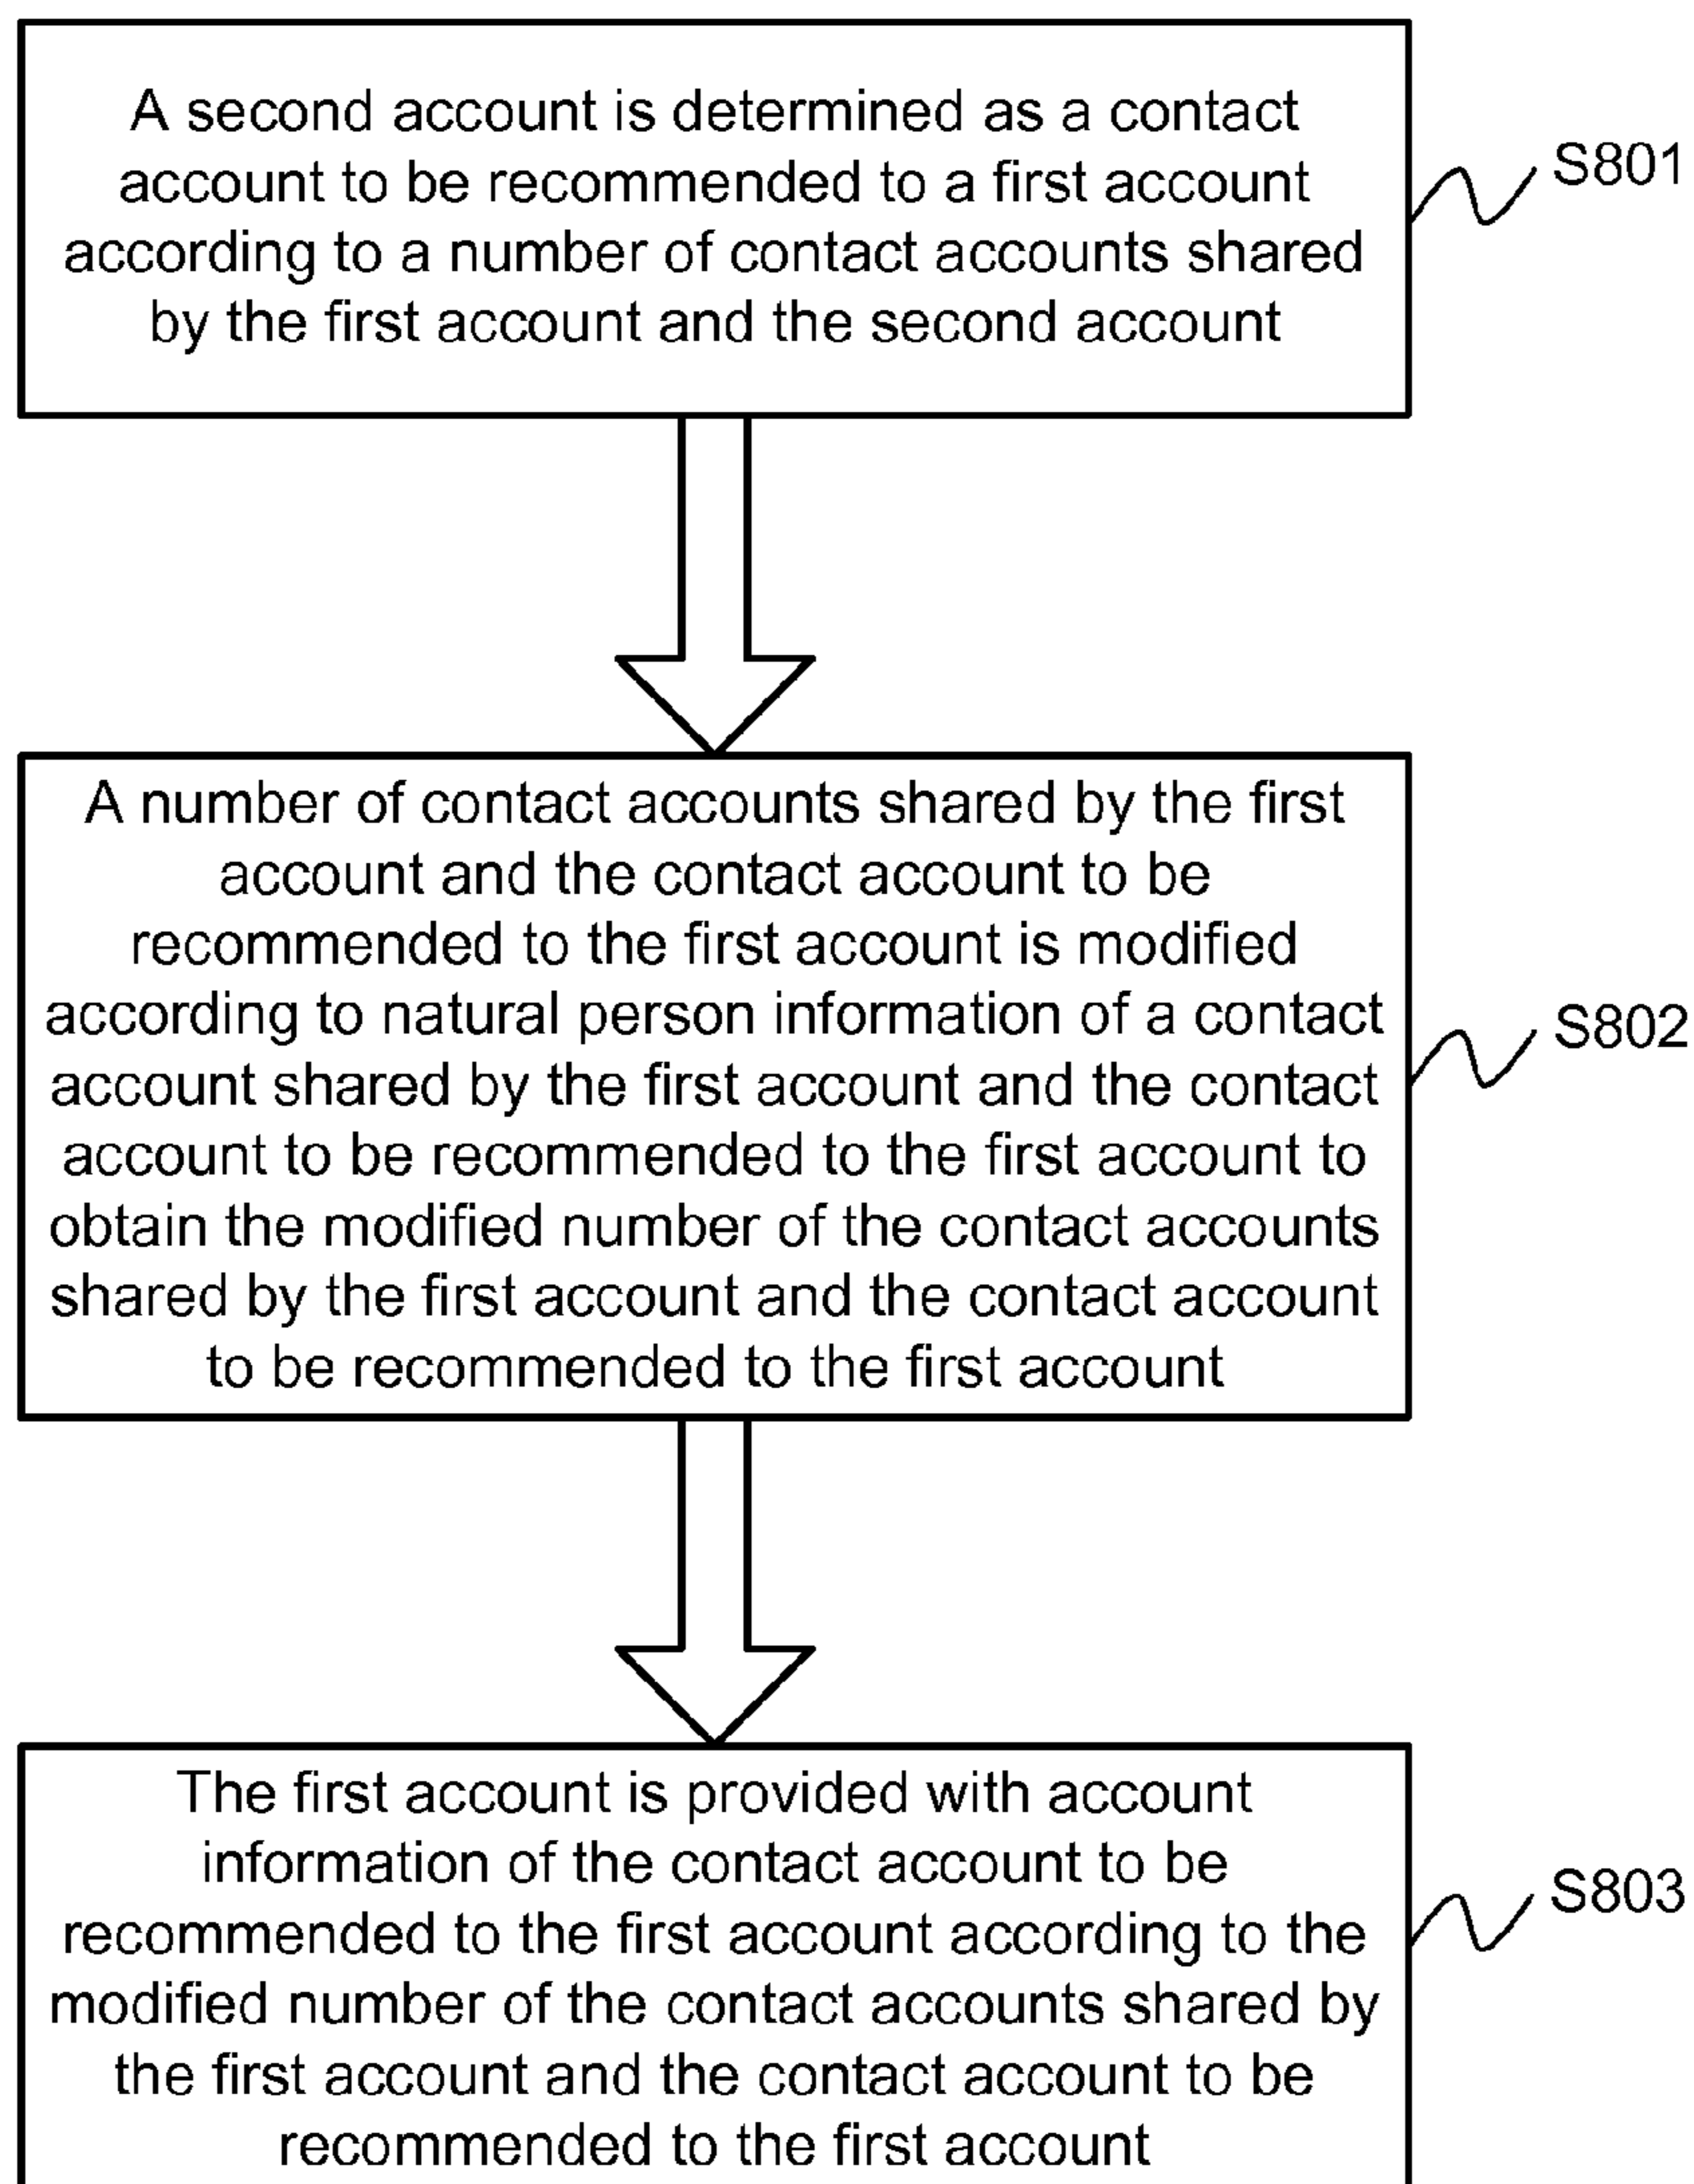 A second account is determined as a contact
account to be recommended to a first account
according to a number of contact accounts shared
by the first account and the second account
S801
A number of contact accounts shared by the first
account and the contact account to be
recommended to the first account is modified
according to natural person information of a contact
account shared by the first account and the contact
account to be recommended to the first account to
obtain the modified number of the contact accounts
shared by the first account and the contact account
to be recommended to the first account
S802
The first account is provided with account
information of the contact account to be
recommended to the first account according to the
modified number of the contact accounts shared by
the first account and the contact account to be
recommended to the first account
S803